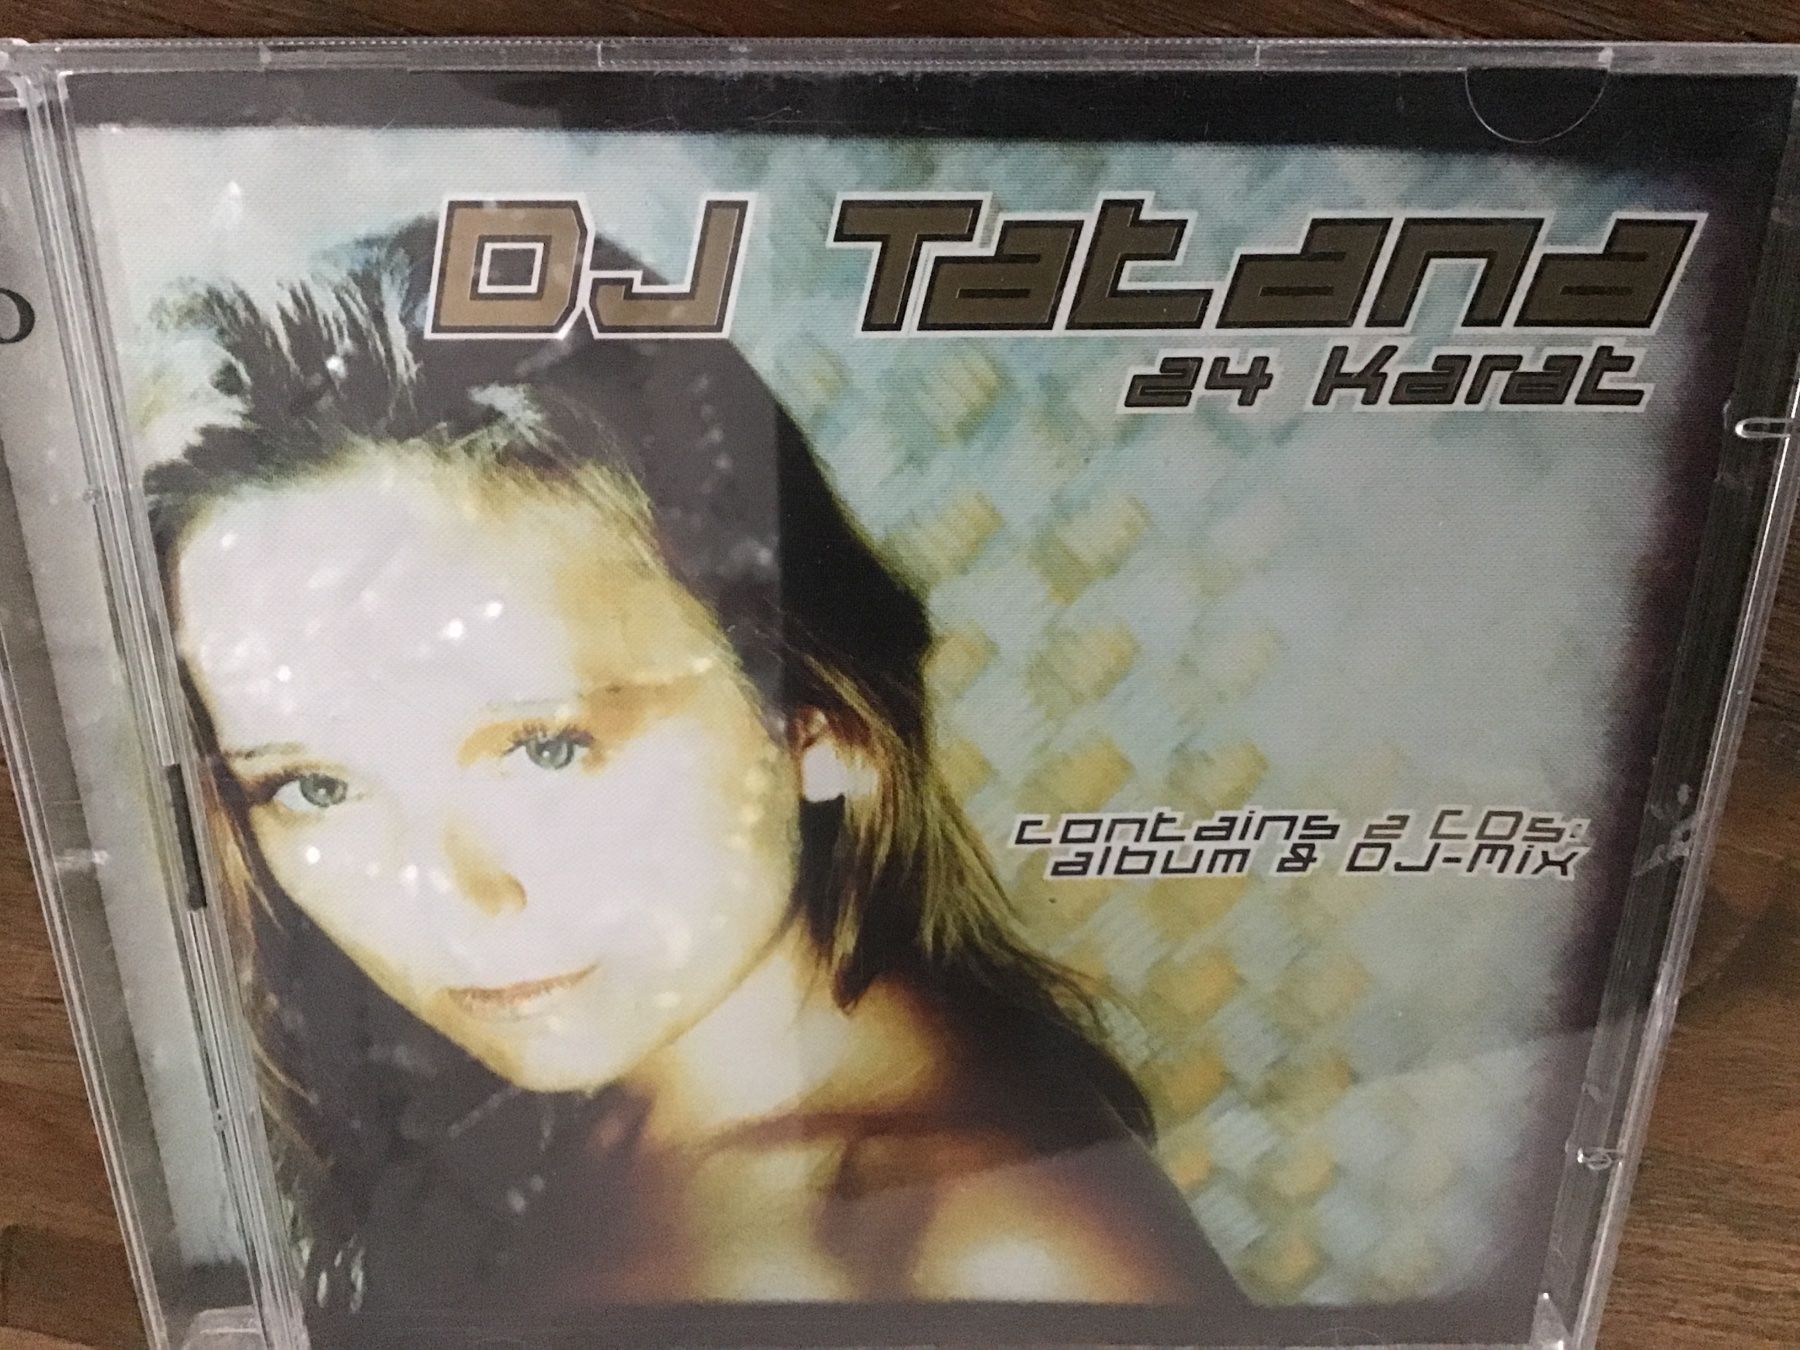 DJ Tatana
24 Karat
contains 2 CDs:
album & DJ-Mix